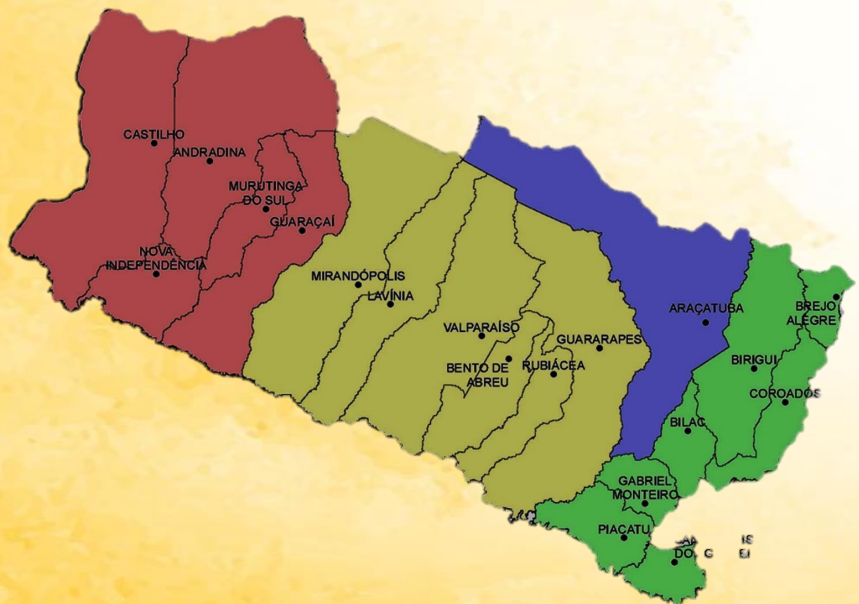 CASTILHO
ANDRADINA
MURUTINGA
DO SUL
GUARAÇAÍ
NOVA
INDEPENDÊNCIA
MIRANDÓPOLIS
LAVÍNIA
VALPARAÍSO
BENTO DE
ABREU
RUBIÁCEA
GUARARAPES
ARAÇATUBA
BREJO
ALEGRE
BIRIGUI
COROADOS
BILAC
GABRIEL
MONTEIRO
PIACATU